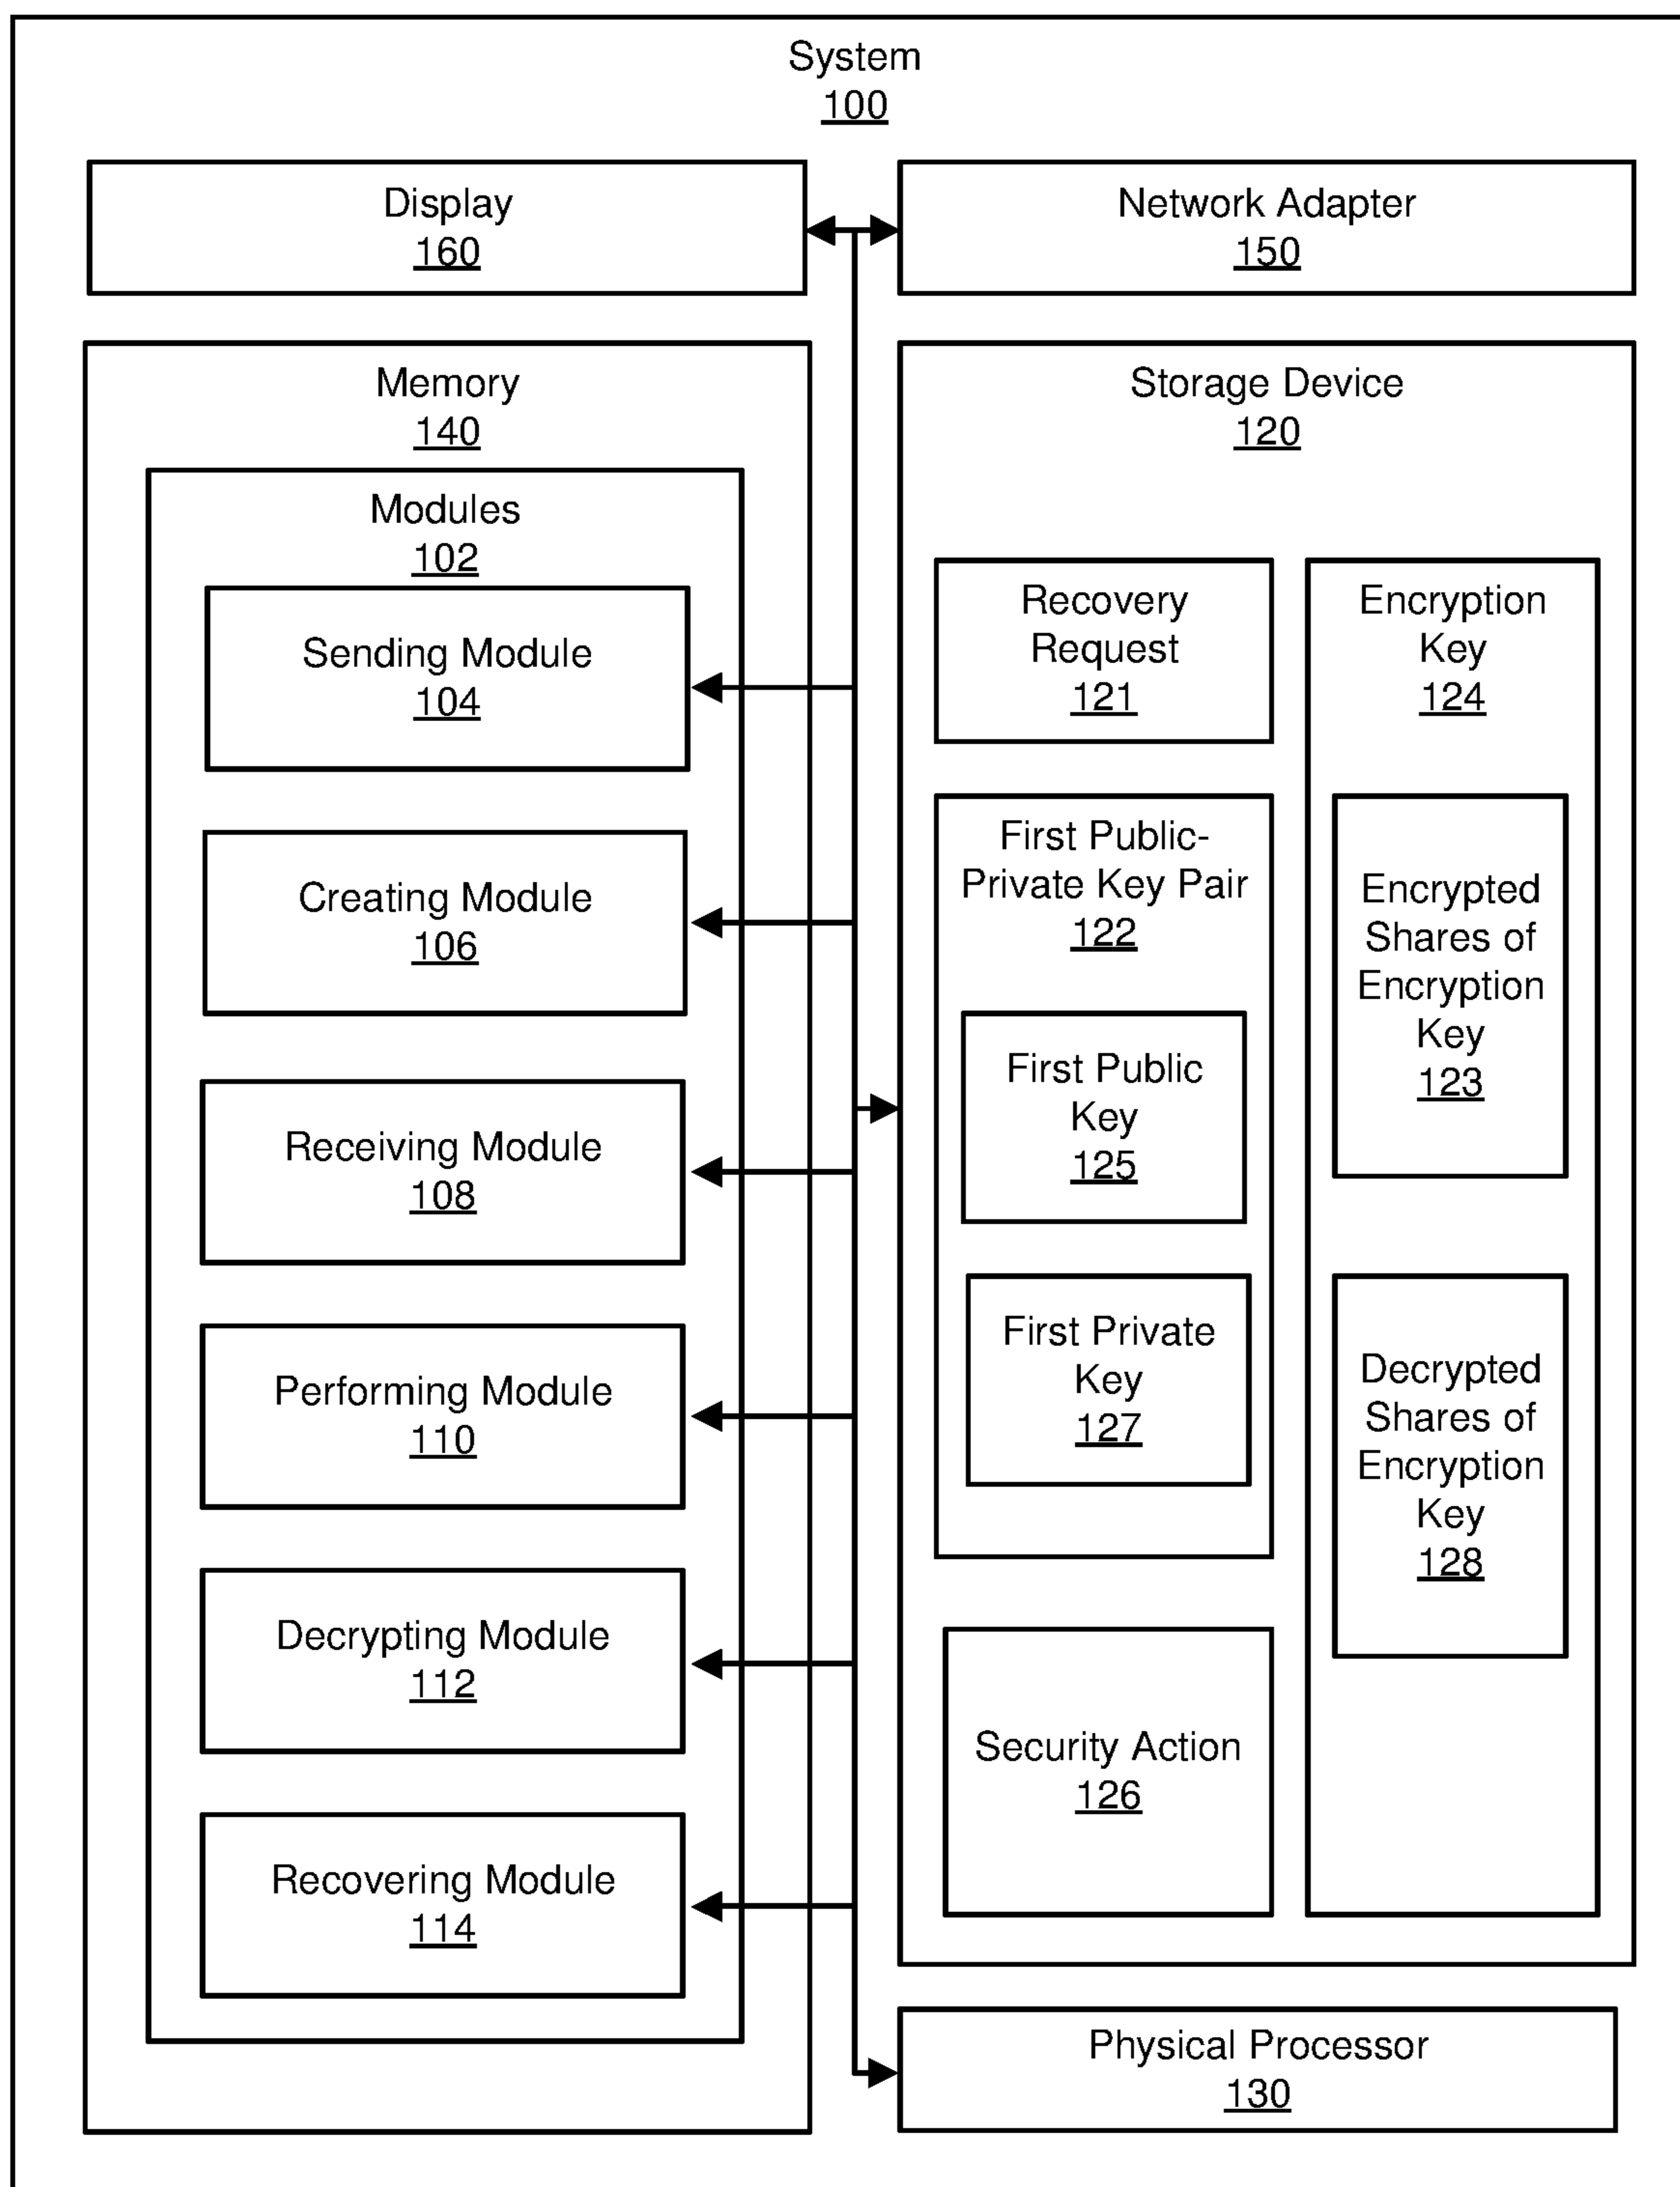 System
100
Display
160
Network Adapter
150
Memory
140
Modules
102
Sending Module
104
Creating Module
106
Receiving Module
108
Performing Module
110
Decrypting Module
112
Recovering Module
114
Storage Device
120
Recovery
Request
121
First Public-
Private Key Pair
122
First Public
Key
125
First Private
Key
127
Security Action
126
Encryption
Key
124
Encrypted
Shares of
Encryption
Key
123
Decrypted
Shares of
Encryption
Key
128
Physical Processor
130